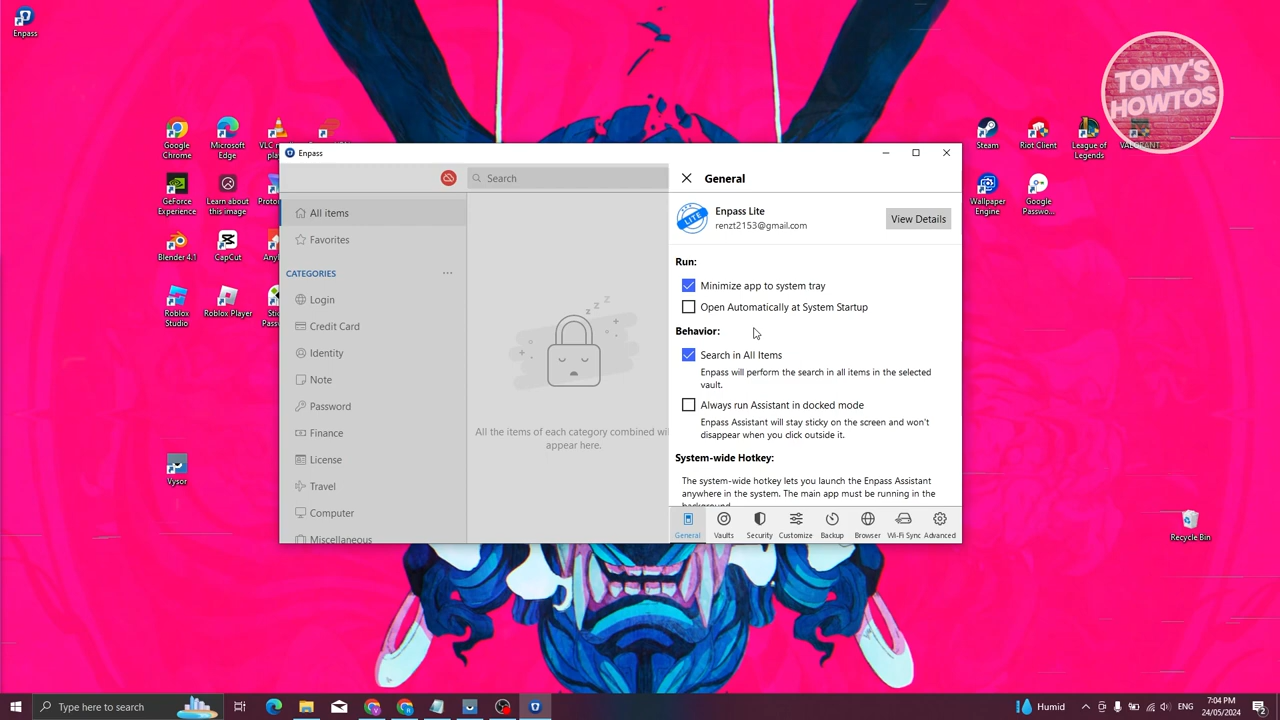 Enpass
TONY'S
HOWTOS
Google
Chrome
Microsoft
Edge
VLC m
play
Steam
Riot Client
League of
Legends
GeForce
Experience
Learn about
this image
Wallpaper
Engine
Google
Passwo...
Blender 4.1
CapCut
Roblox
Studio
Roblox Player
Vysor
Recycle Bin
Enpass
Search
All items
Favorites
CATEGORIES
Login
Credit Card
Identity
Note
Password
Finance
License
Travel
Computer
Miscellaneous
All the items of each category combined wi
appear here.
General
LITE
Enpass Lite
renzt2153@gmail.com
View Details
Run:
Minimize app to system tray
Open Automatically at System Startup
Behavior:
Search in All Items
Enpass will perform the search in all items in the selected
vault.
Always run Assistant in docked mode
Enpass Assistant will stay sticky on the screen and won't
disappear when you click outside it.
System-wide Hotkey:
The system-wide hotkey lets you launch the Enpass Assistant
anywhere in the system. The main app must be running in the
General Vaults Security Customize Backup Browser Wi-Fi Sync Advanced
Type here to search
Humid
ENG
7:04 PM
24/05/2024
2